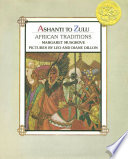 ASHANTI TO ZULU
AFRICAN TRADITIONS
MARGARET MUSGROVE
PICTURES BY LEO AND DIANE DILLON